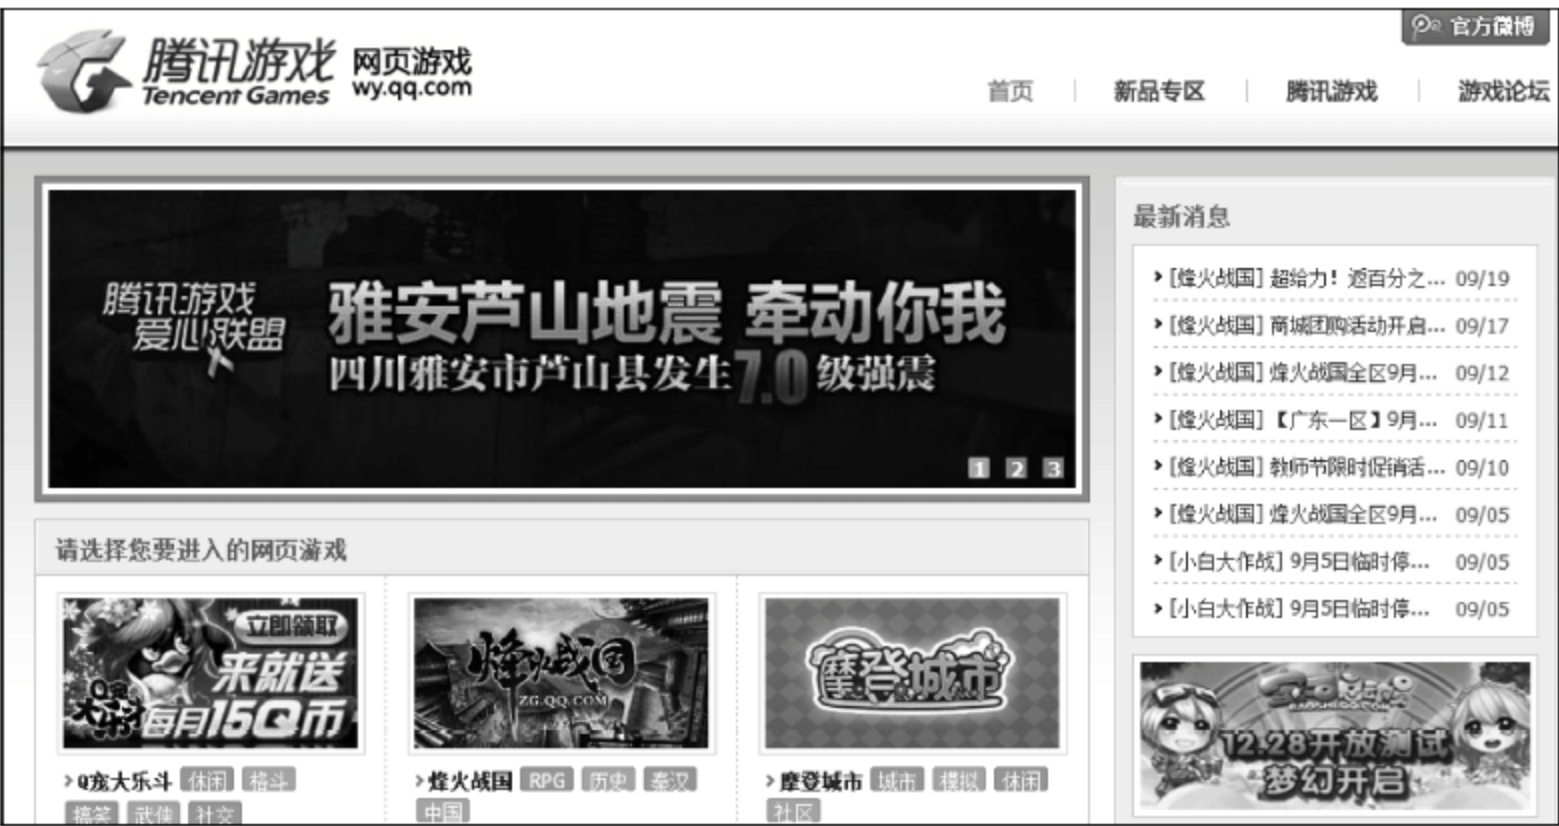 官方微博
腾讯游戏 网页游戏
Tencent Games wy.qq.com
首页 新品专区 腾讯游戏 游戏论坛
腾讯游戏
爱心联盟
雅安芦山地震 牵动你我
四川雅安市芦山县发生7.0级强震
1 2 3
最新消息
[烽火战国] 超给力！返百分之... 09/19
[烽火战国] 商城团购活动开启... 09/17
[烽火战国] 烽火战国全区9月... 09/12
[烽火战国]【广东一区】9月... 09/11
[烽火战国] 教师节限时促销活... 09/10
[烽火战国] 烽火战国全区9月... 09/05
[小白大作战] 9月5日临时停... 09/05
[小白大作战] 9月5日临时停... 09/05
请选择您要进入的网页游戏
立即领取
来就送
每月15Q币
Q宠大乐斗 休闲 格斗
搞笑 武侠 社交
烽火战国
ZG.QQ.COM
烽火战国 RPG 历史 秦汉
中国
摩登城市
摩登城市 城市 模拟 休闲
社区
12.28开放测试
梦幻开启